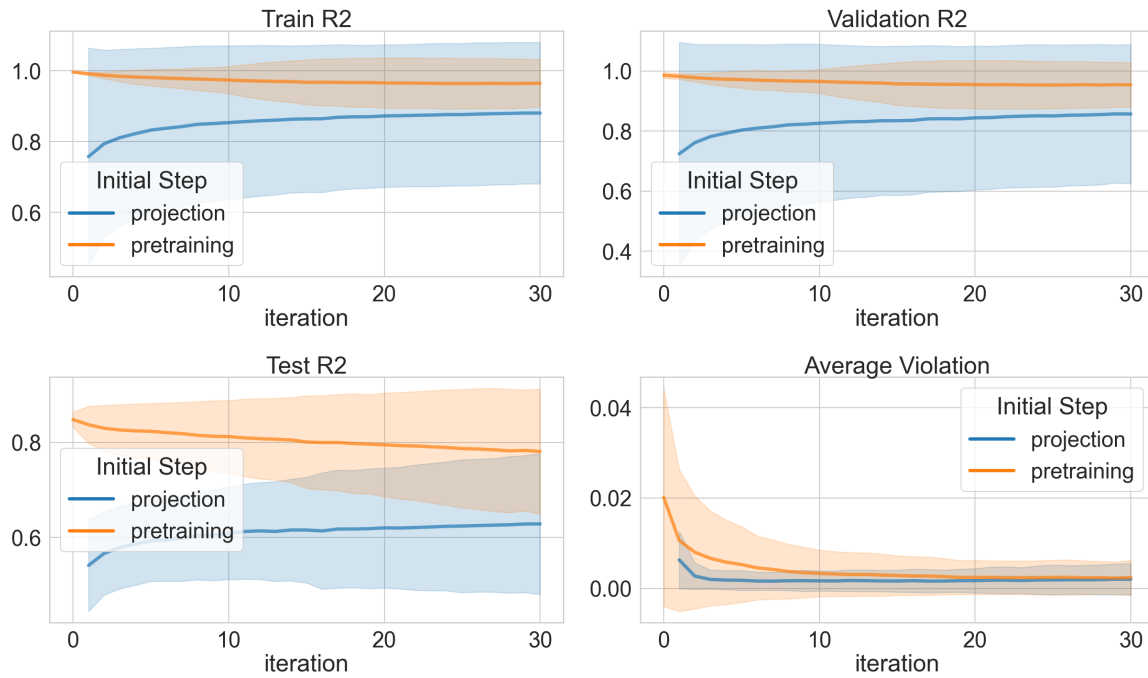 Train R2
1.0
0.8
0.6
Initial Step
projection
pretraining
0
10
20
30
iteration
Validation R2
1.0
0.8
0.6
0.4
Initial Step
projection
pretraining
0
10
20
30
iteration
Test R2
0.8
0.6
Initial Step
projection
pretraining
0
10
20
30
iteration
Average Violation
0.04
0.02
0.00
Initial Step
projection
pretraining
0
10
20
30
iteration